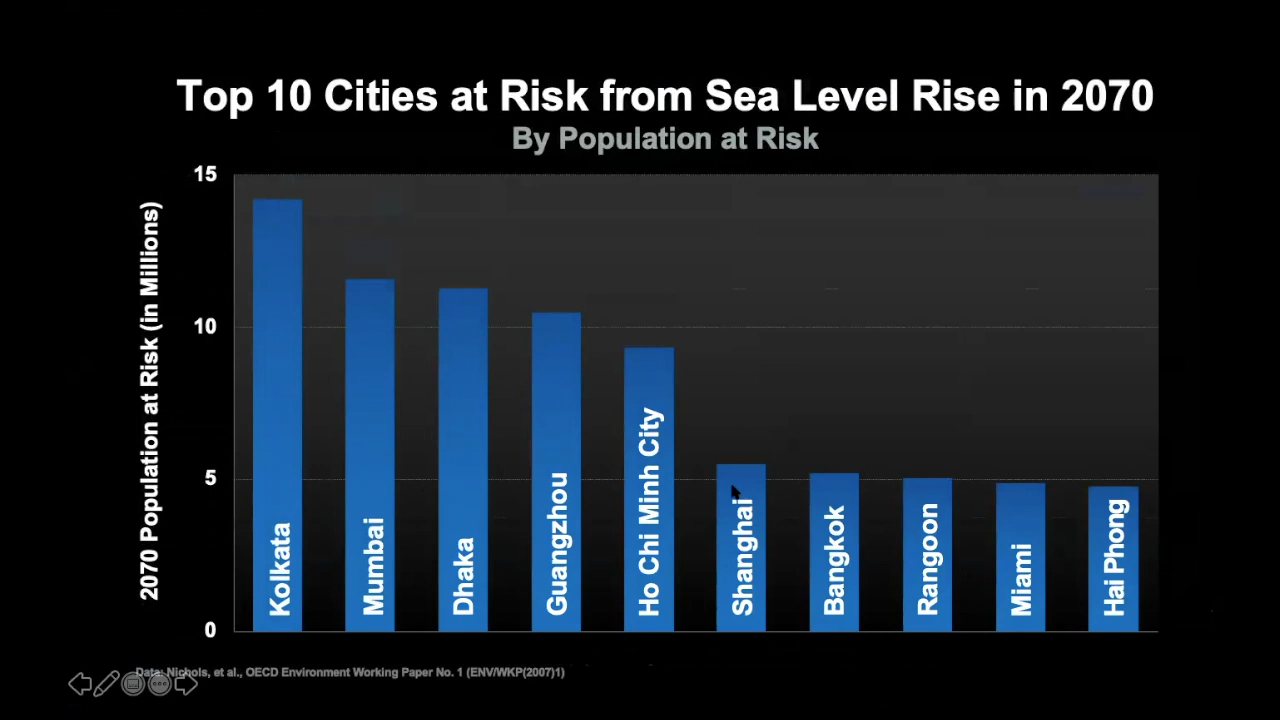 Top 10 Cities at Risk from Sea Level Rise in 2070
By Population at Risk
2070 Population at Risk (in Millions)
15
10
5
0
Kolkata
Mumbai
Dhaka
Guangzhou
Ho Chi Minh City
Shanghai
Bangkok
Rangoon
Miami
Hai Phong
Data: Nichols, et al., OECD Environment Working Paper No. 1 (ENV/WKP(2007)1)